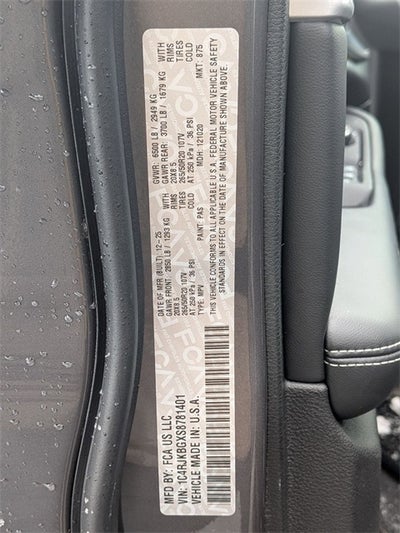 MFD BY:
FCA US LLC
DATE OF MFR (BUILT): 12-25
GVWR: 6500 LB / 2949 KG
GAWR FRONT: 2850 LB / 1293 KG
GAWR REAR: 3700 LB / 1679 KG
WITH
20X8.5
20X8.5
RIMS
265/50R20 107V
265/50R20 107V
TIRES
AT 250 kPa / 36 PSI
AT 250 kPa / 36 PSI
COLD
TYPE: MPV
PAINT: PAS
MDH: 121020
MKT: 875
THIS VEHICLE CONFORMS TO ALL APPLICABLE U.S.A. FEDERAL MOTOR VEHICLE SAFETY
STANDARDS IN EFFECT ON THE DATE OF MANUFACTURE SHOWN ABOVE.
VIN: 1C4RJKBGXS8781401
VEHICLE MADE IN: U.S.A.